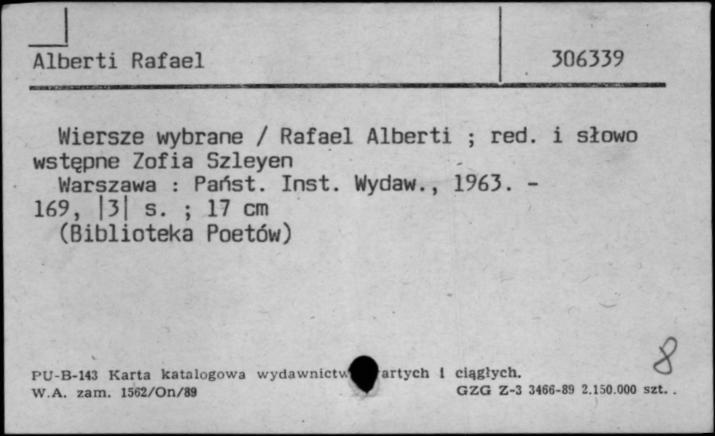 Alberti Rafael 306339
Wiersze wybrane / Rafael Alberti ; red. i słowo
wstępne Zofia Szleyen
Warszawa : Państ. Inst. Wydaw., 1963. -
169, |3| s. ; 17 cm
(Biblioteka Poetów)
8
PU-B-143 Karta katalogowa wydawnictw artych i ciągłych.
W.A. zam. 1562/On/89 GZG Z-3 3466-89 2.150.000 szt.